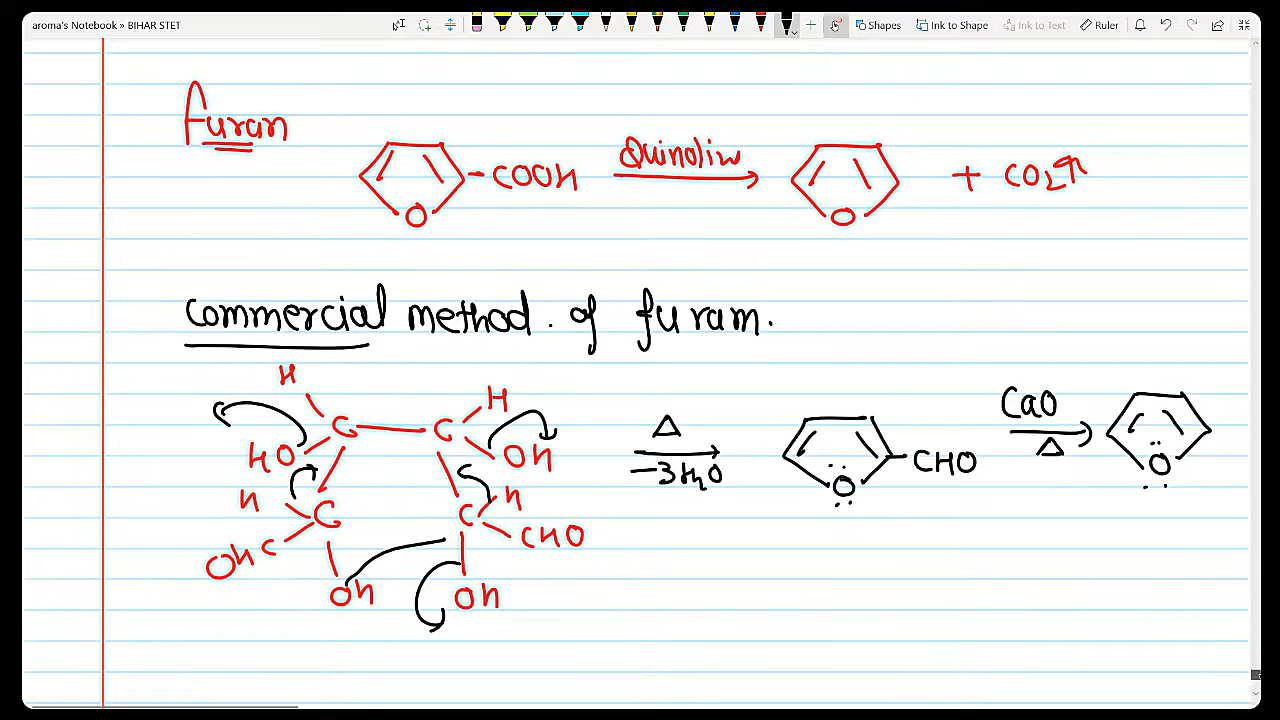 aroma's Notebook » BIHAR STET
Shapes Ink to Shape Ink to Text Ruler
Furan
COOH Quinolin + CO2↑
O O
commercial method . of furam.
H H
C C CaO
HO OH Δ Δ
-3H2O CHO O
H C C H O
OHC CHO
OH OH